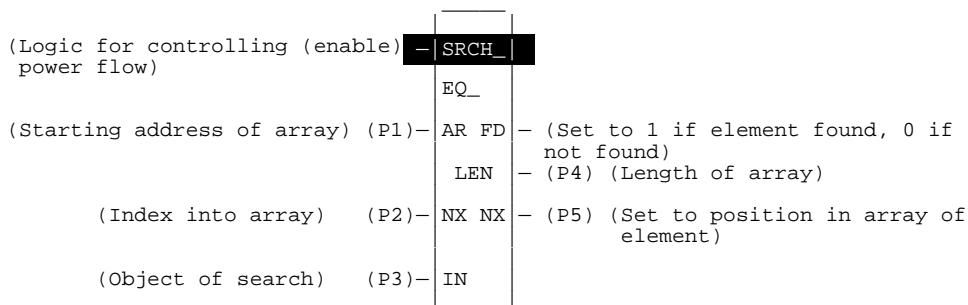 (Logic for controlling (enable) – SRCH_
power flow)
EQ_
(Starting address of array) (P1)– AR FD – (Set to 1 if element found, 0 if
not found)
LEN – (P4) (Length of array)
(Index into array) (P2)– NX NX – (P5) (Set to position in array of
element)
(Object of search) (P3)– IN